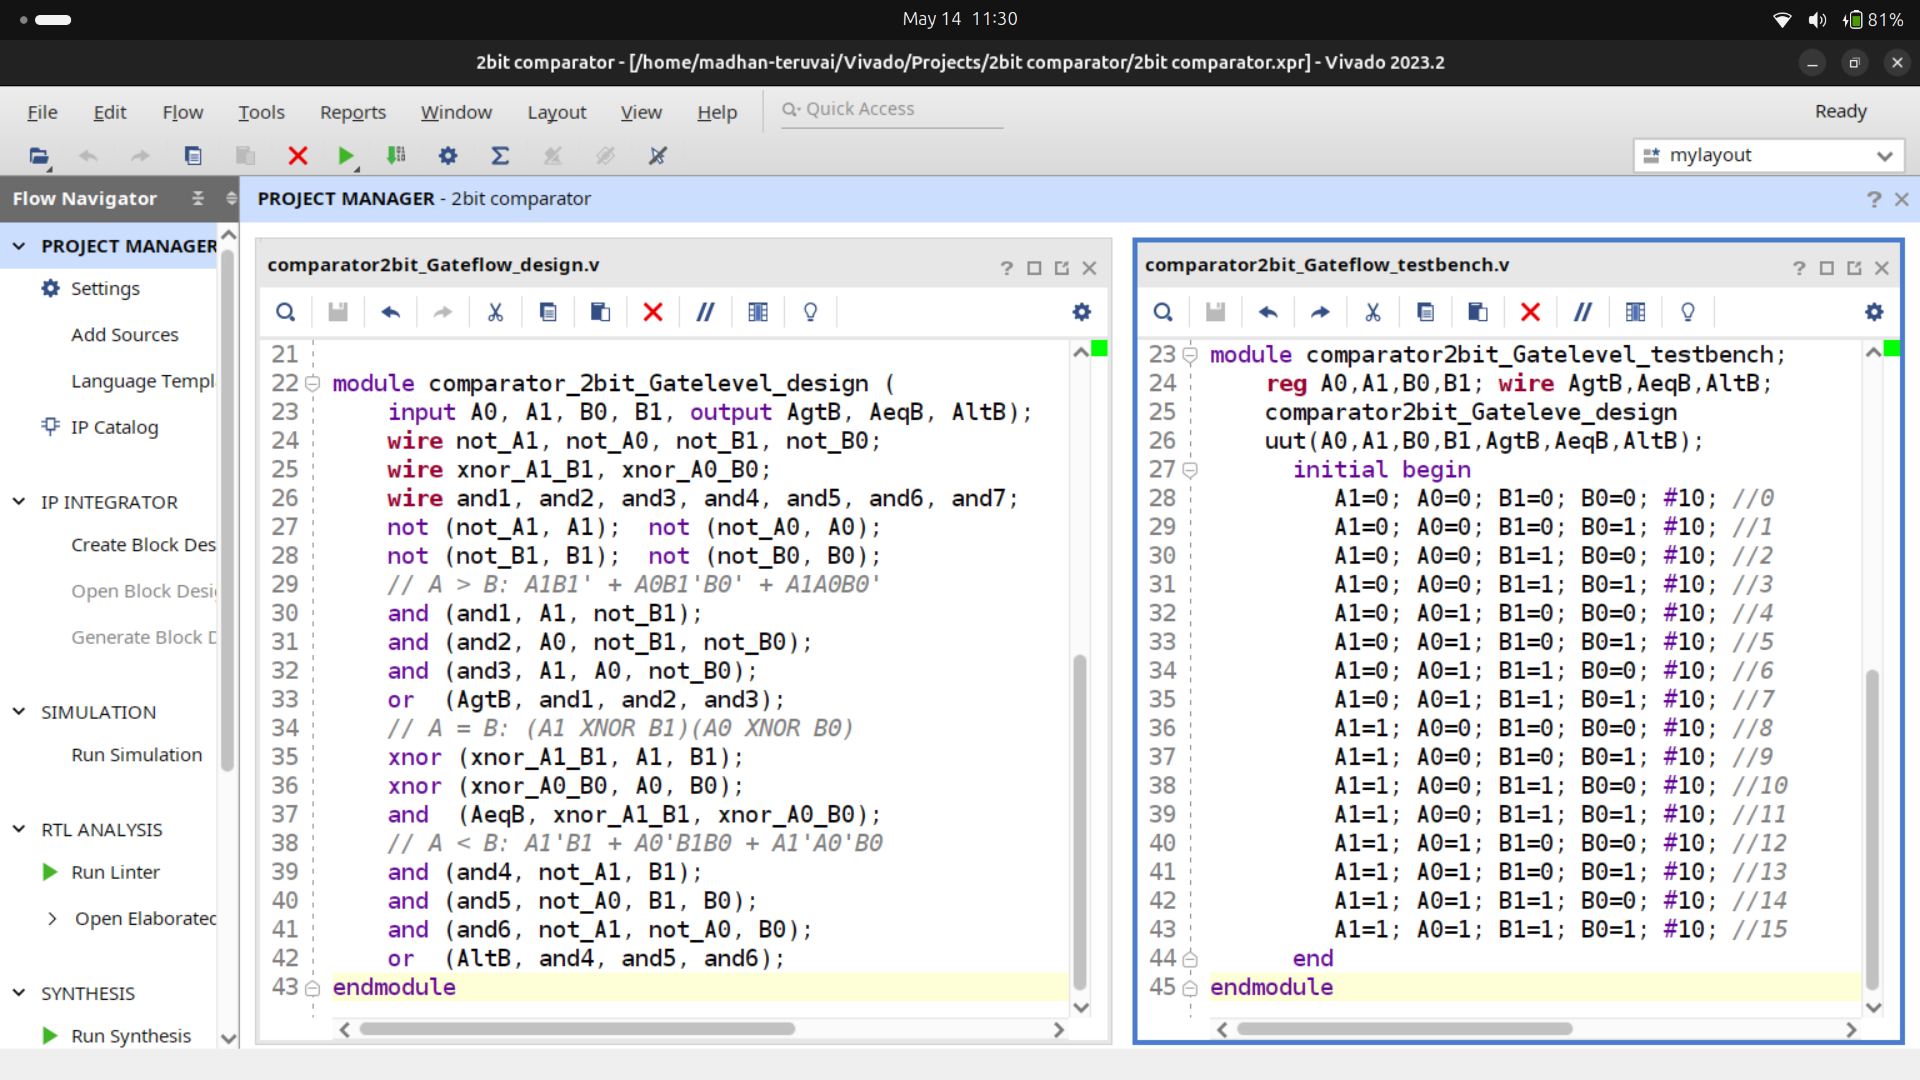 May 14 11:30
81%
2bit comparator - [/home/madhan-teruvai/Vivado/Projects/2bit comparator/2bit comparator.xpr] - Vivado 2023.2
File Edit Flow Tools Reports Window Layout View Help Quick Access Ready
mylayout
Flow Navigator
PROJECT MANAGER - 2bit comparator
PROJECT MANAGER
Settings
Add Sources
Language Templ
IP Catalog
IP INTEGRATOR
Create Block Des
Open Block Desi
Generate Block D
SIMULATION
Run Simulation
RTL ANALYSIS
Run Linter
Open Elaborated
SYNTHESIS
Run Synthesis
comparator2bit_Gateflow_design.v
21
22 module comparator_2bit_Gatelevel_design (
23 input A0, A1, B0, B1, output AgtB, AeqB, AltB);
24 wire not_A1, not_A0, not_B1, not_B0;
25 wire xnor_A1_B1, xnor_A0_B0;
26 wire and1, and2, and3, and4, and5, and6, and7;
27 not (not_A1, A1); not (not_A0, A0);
28 not (not_B1, B1); not (not_B0, B0);
29 // A > B: A1B1' + A0B1'B0' + A1A0B0'
30 and (and1, A1, not_B1);
31 and (and2, A0, not_B1, not_B0);
32 and (and3, A1, A0, not_B0);
33 or (AgtB, and1, and2, and3);
34 // A = B: (A1 XNOR B1)(A0 XNOR B0)
35 xnor (xnor_A1_B1, A1, B1);
36 xnor (xnor_A0_B0, A0, B0);
37 and (AeqB, xnor_A1_B1, xnor_A0_B0);
38 // A < B: A1'B1 + A0'B1B0 + A1'A0'B0
39 and (and4, not_A1, B1);
40 and (and5, not_A0, B1, B0);
41 and (and6, not_A1, not_A0, B0);
42 or (AltB, and4, and5, and6);
43 endmodule
comparator2bit_Gateflow_testbench.v
23 module comparator2bit_Gatelevel_testbench;
24 reg A0,A1,B0,B1; wire AgtB,AeqB,AltB;
25 comparator2bit_Gateleve_design
26 uut(A0,A1,B0,B1,AgtB,AeqB,AltB);
27 initial begin
28 A1=0; A0=0; B1=0; B0=0; #10; //0
29 A1=0; A0=0; B1=0; B0=1; #10; //1
30 A1=0; A0=0; B1=1; B0=0; #10; //2
31 A1=0; A0=0; B1=1; B0=1; #10; //3
32 A1=0; A0=1; B1=0; B0=0; #10; //4
33 A1=0; A0=1; B1=0; B0=1; #10; //5
34 A1=0; A0=1; B1=1; B0=0; #10; //6
35 A1=0; A0=1; B1=1; B0=1; #10; //7
36 A1=1; A0=0; B1=0; B0=0; #10; //8
37 A1=1; A0=0; B1=0; B0=1; #10; //9
38 A1=1; A0=0; B1=1; B0=0; #10; //10
39 A1=1; A0=0; B1=1; B0=1; #10; //11
40 A1=1; A0=1; B1=0; B0=0; #10; //12
41 A1=1; A0=1; B1=0; B0=1; #10; //13
42 A1=1; A0=1; B1=1; B0=0; #10; //14
43 A1=1; A0=1; B1=1; B0=1; #10; //15
44 end
45 endmodule